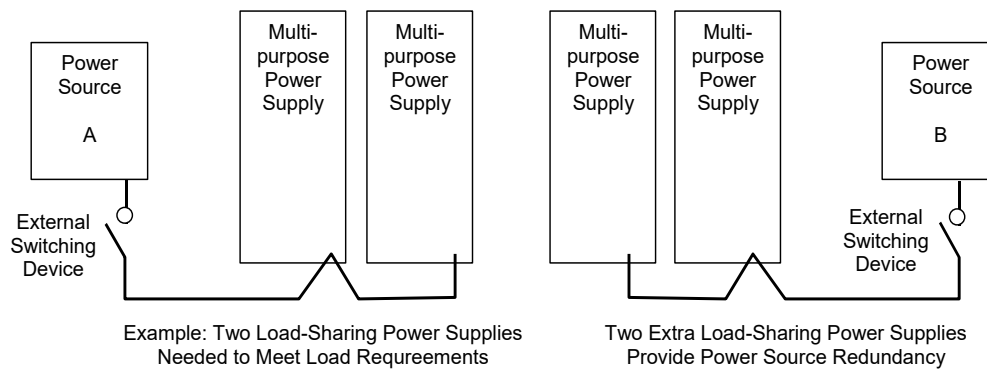 Power
Source
A
External
Switching
Device
Multi-
purpose
Power
Supply
Multi-
purpose
Power
Supply
Example: Two Load-Sharing Power Supplies
Needed to Meet Load Requreements
Multi-
purpose
Power
Supply
Multi-
purpose
Power
Supply
Power
Source
B
External
Switching
Device
Two Extra Load-Sharing Power Supplies
Provide Power Source Redundancy